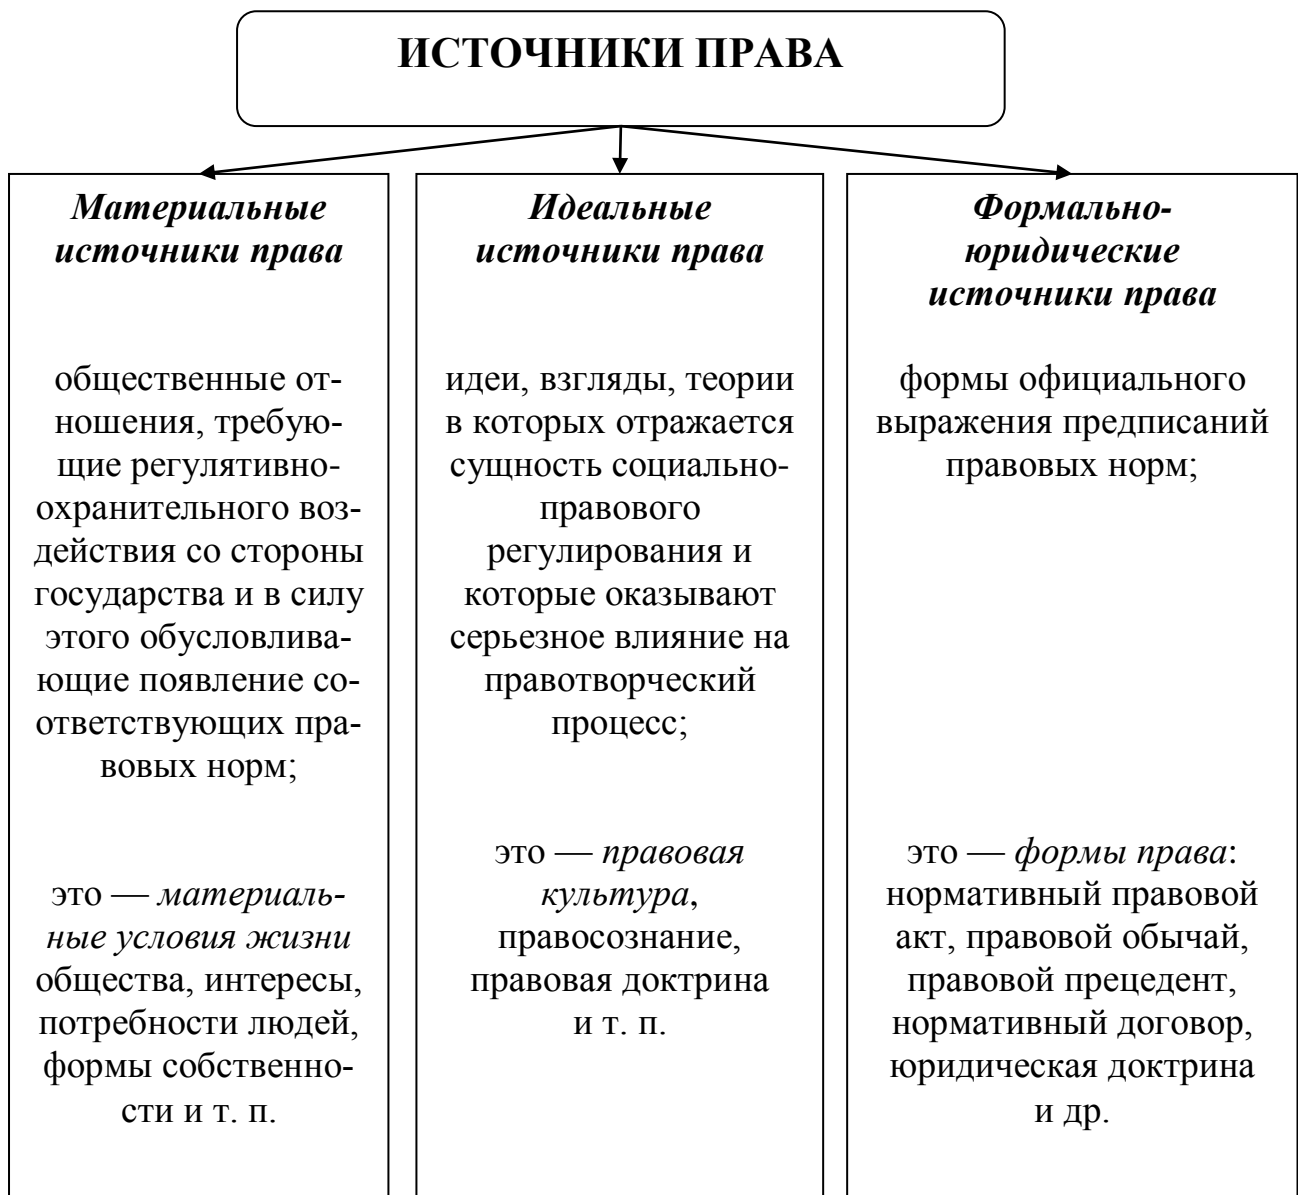 ИСТОЧНИКИ ПРАВА
Материальные
источники права
общественные от-
ношения, требую-
щие регулятивно-
охранительного воз-
действия со стороны
государства и в силу
этого обусловлива-
ющие появление со-
ответствующих пра-
вовых норм;
это — материаль-
ные условия жизни
общества, интересы,
потребности людей,
формы собственно-
сти и т. п.
Идеальные
источники права
идеи, взгляды, теории
в которых отражается
сущность социально-
правового
регулирования и
которые оказывают
серьезное влияние на
правотворческий
процесс;
это — правовая
культура,
правосознание,
правовая доктрина
и т. п.
Формально-
юридические
источники права
формы официального
выражения предписаний
правовых норм;
это — формы права:
нормативный правовой
акт, правовой обычай,
правовой прецедент,
нормативный договор,
юридическая доктрина
и др.